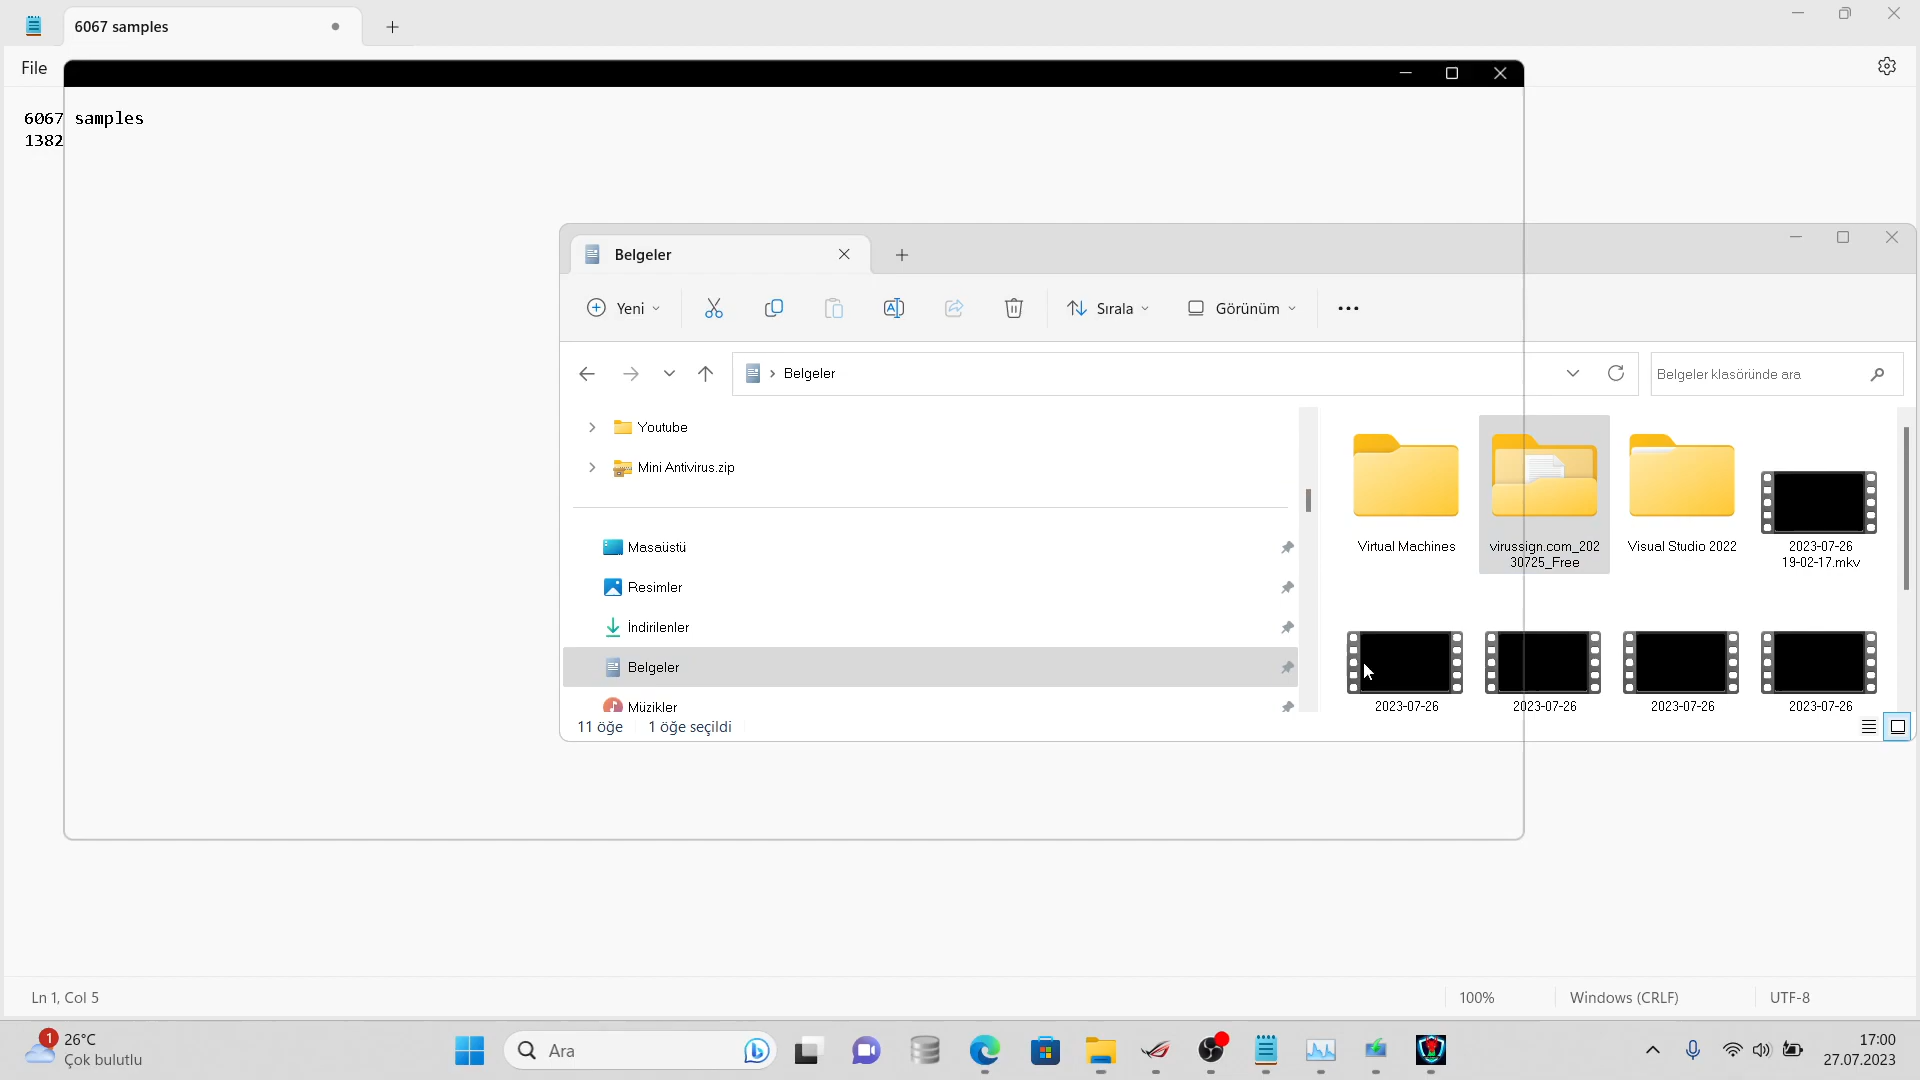 6067 samples
File
6067 samples
1382
Belgeler
Yeni
Sırala
Görünüm
Belgeler
Belgeler klasöründe ara
Youtube
Mini Antivirus.zip
Masaüstü
Resimler
İndirilenler
Belgeler
Müzikler
Virtual Machines
virussign.com_202
30725_Free
Visual Studio 2022
2023-07-26
19-02-17.mkv
2023-07-26
2023-07-26
2023-07-26
2023-07-26
11 öğe
1 öğe seçildi
Ln 1, Col 5
100%
Windows (CRLF)
UTF-8
1
26°C
Çok bulutlu
Ara
17:00
27.07.2023